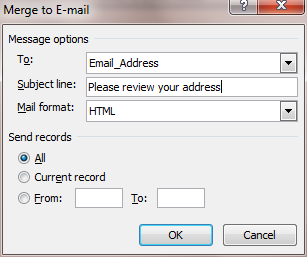 Merge to E-mail
Message options
To: Email_Address
Subject line: Please review your address
Mail format: HTML
Send records
All
Current record
From: To:
OK Cancel